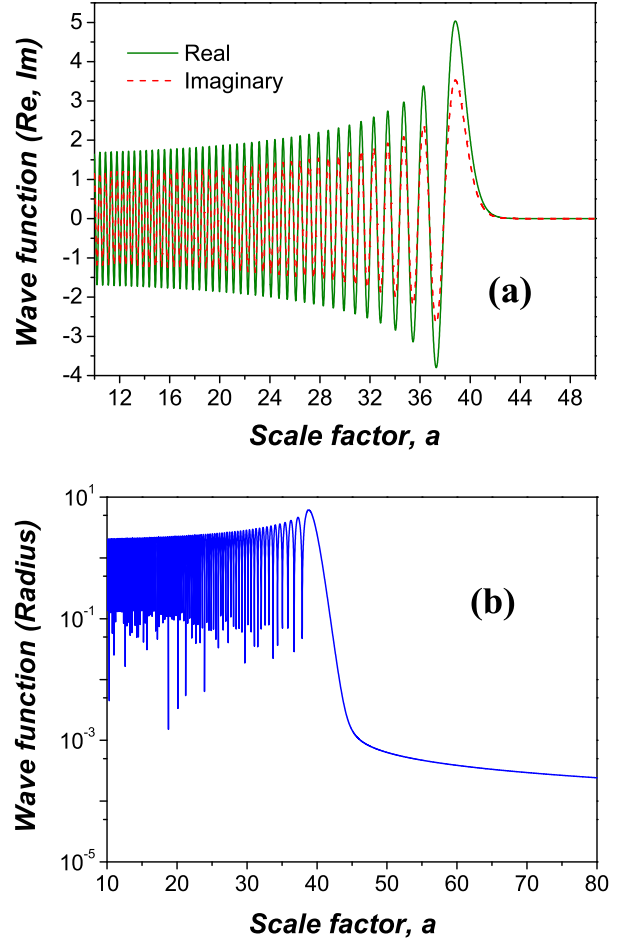 5
4
3
2
1
0
-1
-2
-3
-4
Wave function (Re, Im)
Real
Imaginary
(a)
12 16 20 24 28 32 36 40 44 48
Scale factor, a
10^1
10^-1
10^-3
10^-5
Wave function (Radius)
(b)
10 20 30 40 50 60 70 80
Scale factor, a